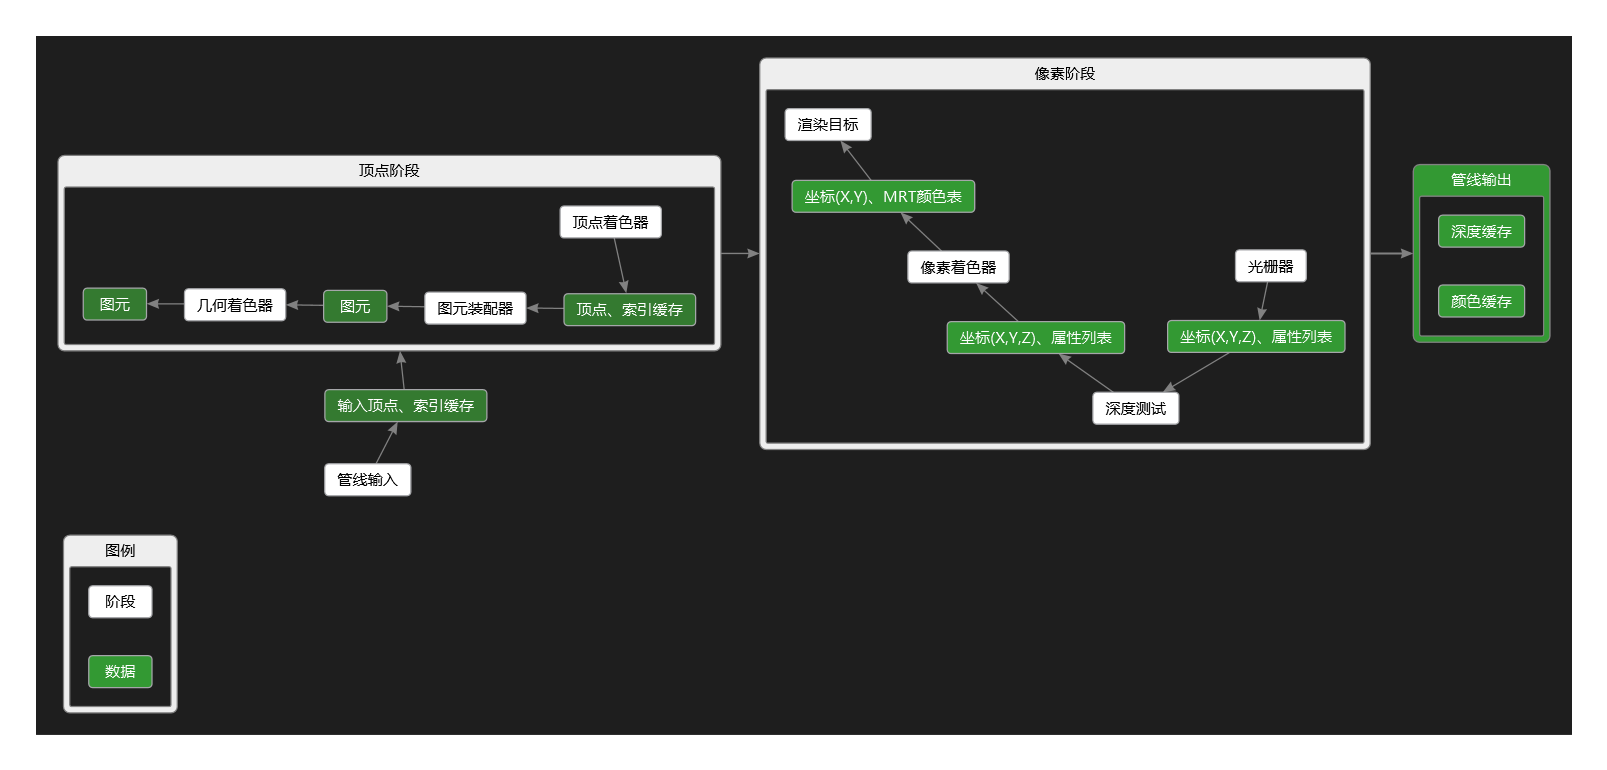 顶点阶段
顶点着色器
图元
几何着色器
图元
图元装配器
顶点、索引缓存
输入顶点、索引缓存
管线输入
像素阶段
渲染目标
坐标(X,Y)、MRT颜色表
像素着色器
光栅器
坐标(X,Y,Z)、属性列表
坐标(X,Y,Z)、属性列表
深度测试
管线输出
深度缓存
颜色缓存
图例
阶段
数据